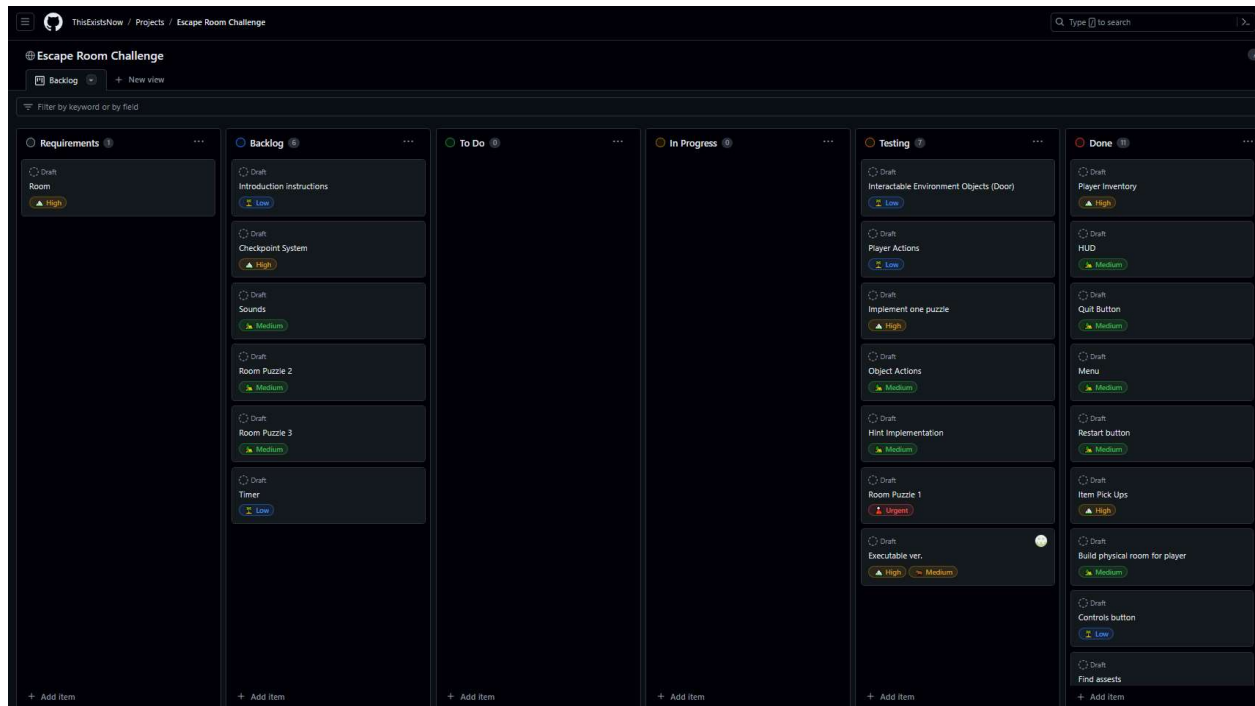 ThisExistsNow / Projects / Escape Room Challenge
Type / to search
Escape Room Challenge
Backlog
+ New view
Filter by keyword or by field
Requirements 1
Draft
Room
High
+ Add item
Backlog 6
Draft
Introduction instructions
Low
Draft
Checkpoint System
High
Draft
Sounds
Medium
Draft
Room Puzzle 2
Medium
Draft
Room Puzzle 3
Medium
Draft
Timer
Low
+ Add item
To Do 0
+ Add item
In Progress 0
+ Add item
Testing 7
Draft
Interactable Environment Objects (Door)
Low
Draft
Player Actions
Low
Draft
Implement one puzzle
High
Draft
Object Actions
Medium
Draft
Hint Implementation
Medium
Draft
Room Puzzle 1
Urgent
Draft
Executable ver.
High Medium
+ Add item
Done 11
Draft
Player Inventory
High
Draft
HUD
Medium
Draft
Quit Button
Medium
Draft
Menu
Medium
Draft
Restart button
Medium
Draft
Item Pick Ups
High
Draft
Build physical room for player
Medium
Draft
Controls button
Low
Draft
Find assests
+ Add item